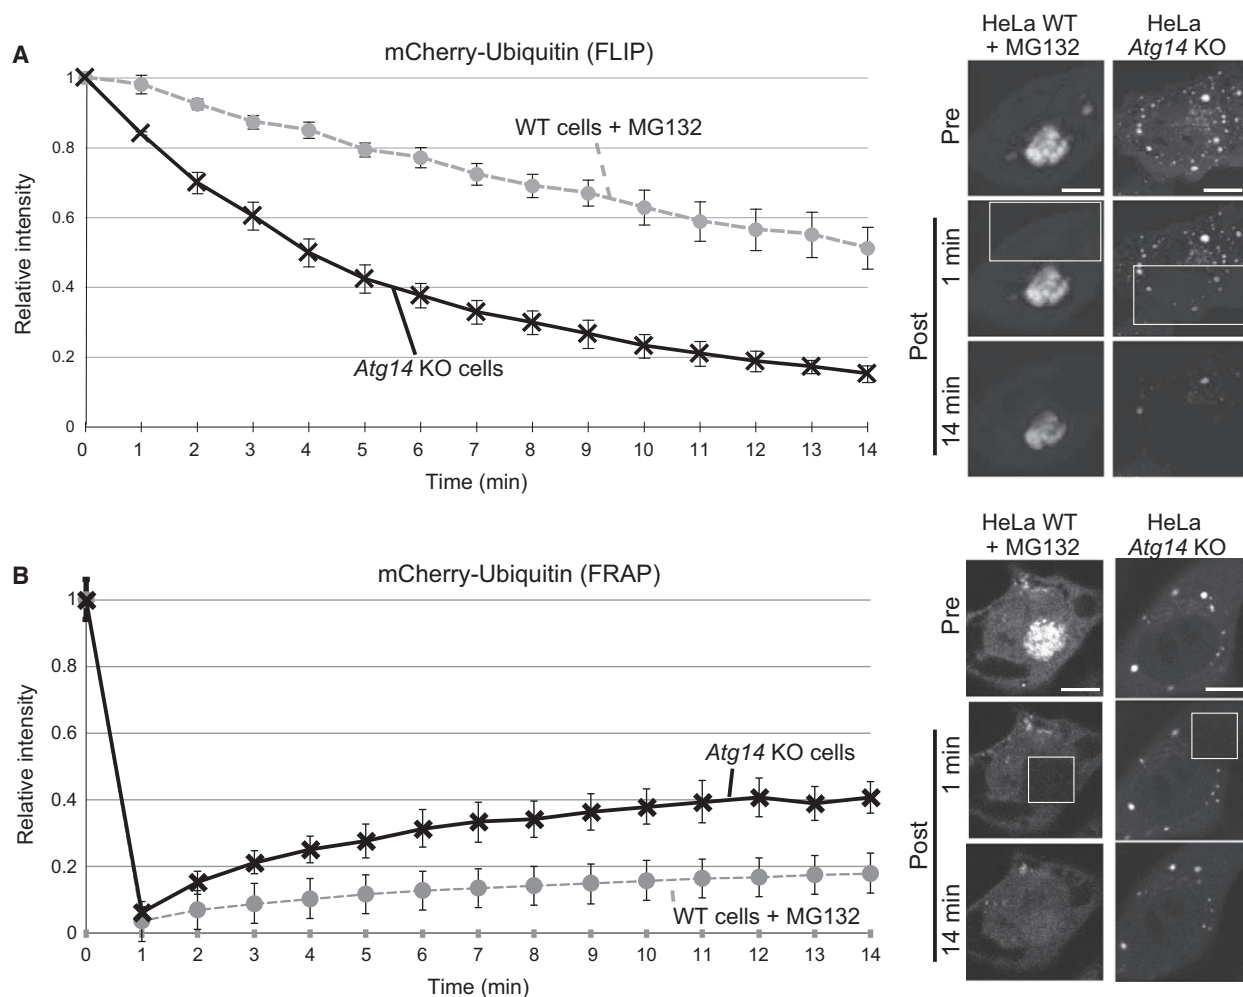 A
mCherry-Ubiquitin (FLIP)
1
0.8
0.6
0.4
0.2
0
Relative intensity
WT cells + MG132
Atg14 KO cells
0 1 2 3 4 5 6 7 8 9 10 11 12 13 14
Time (min)
HeLa WT
+ MG132
HeLa
Atg14 KO
Pre
1 min
14 min
Post
B
mCherry-Ubiquitin (FRAP)
1
0.8
0.6
0.4
0.2
0
Relative intensity
Atg14 KO cells
WT cells + MG132
0 1 2 3 4 5 6 7 8 9 10 11 12 13 14
Time (min)
HeLa WT
+ MG132
HeLa
Atg14 KO
Pre
1 min
14 min
Post